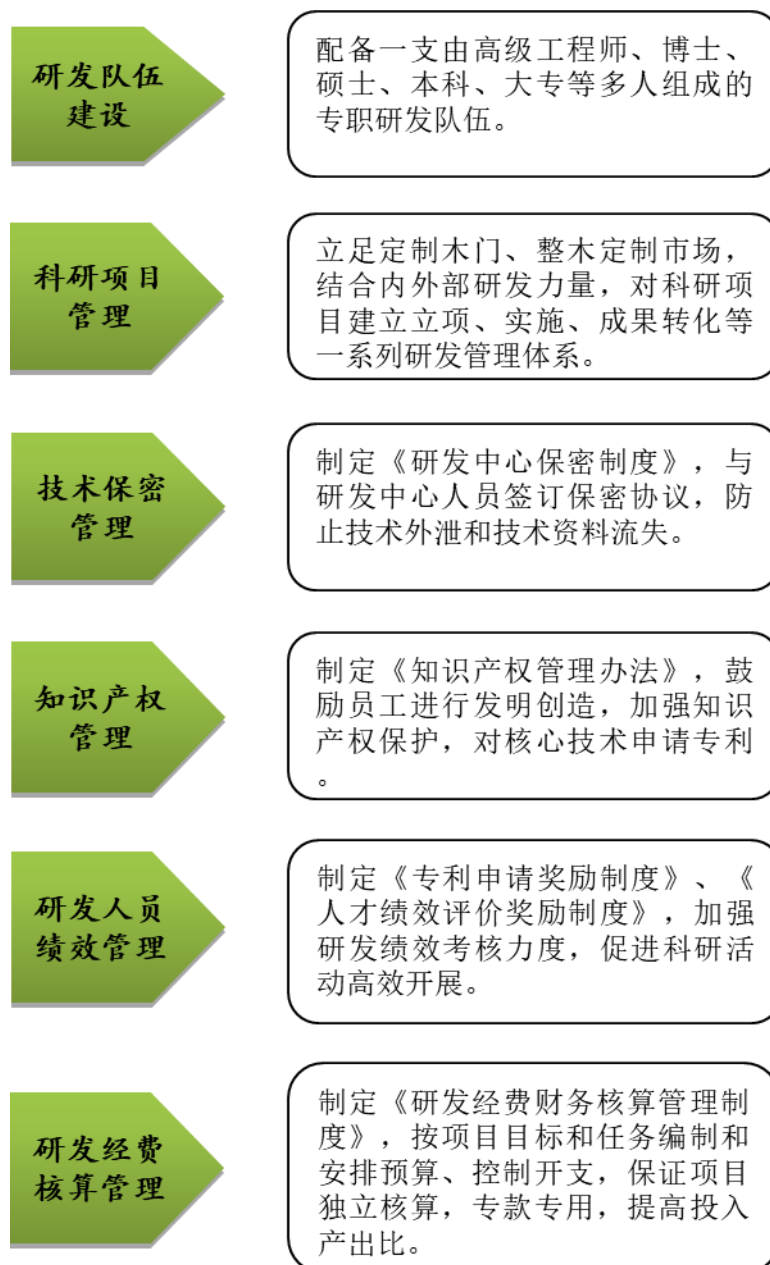 研发队伍
建设
配备一支由高级工程师、博士、
硕士、本科、大专等多人组成的
专职研发队伍。
科研项目
管理
立足定制木门、整木定制市场，
结合内外部研发力量，对科研项
目建立立项、实施、成果转化等
一系列研发管理体系。
技术保密
管理
制定《研发中心保密制度》，与
研发中心人员签订保密协议，防
止技术外泄和技术资料流失。
知识产权
管理
制定《知识产权管理办法》，鼓
励员工进行发明创造，加强知识
产权保护，对核心技术申请专利
。
研发人员
绩效管理
制定《专利申请奖励制度》、《
人才绩效评价奖励制度》，加强
研发绩效考核力度，促进科研活
动高效开展。
研发经费
核算管理
制定《研发经费财务核算管理制
度》，按项目目标和任务编制和
安排预算、控制开支，保证项目
独立核算，专款专用，提高投入
产出比。